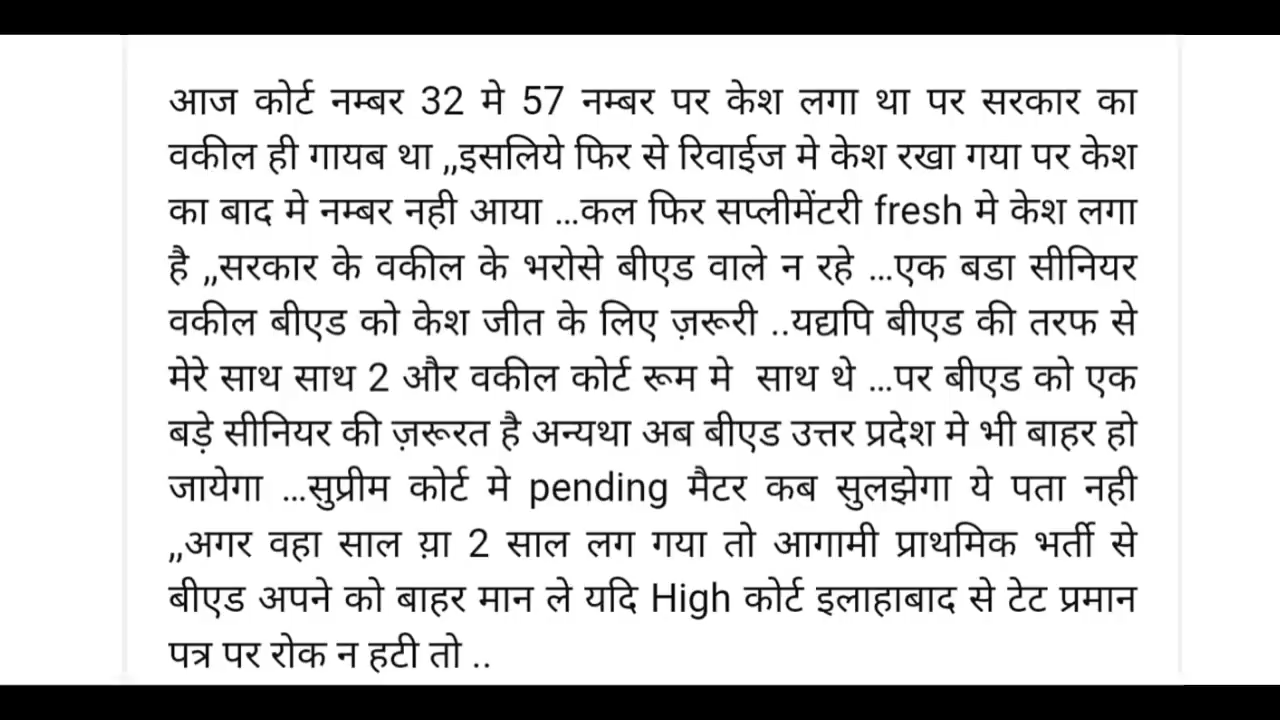 आज कोर्ट नम्बर 32 मे 57 नम्बर पर केश लगा था पर सरकार का
वकील ही गायब था ,,इसलिये फिर से रिवाईज मे केश रखा गया पर केश
का बाद मे नम्बर नही आया ...कल फिर सप्लीमेंटरी fresh मे केश लगा
है ,,सरकार के वकील के भरोसे बीएड वाले न रहे ...एक बडा सीनियर
वकील बीएड को केश जीत के लिए ज़रूरी ..यद्यपि बीएड की तरफ से
मेरे साथ साथ 2 और वकील कोर्ट रूम मे साथ थे ...पर बीएड को एक
बड़े सीनियर की ज़रूरत है अन्यथा अब बीएड उत्तर प्रदेश मे भी बाहर हो
जायेगा ...सुप्रीम कोर्ट मे pending मैटर कब सुलझेगा ये पता नही
,,अगर वहा साल य़ा 2 साल लग गया तो आगामी प्राथमिक भर्ती से
बीएड अपने को बाहर मान ले यदि High कोर्ट इलाहाबाद से टेट प्रमान
पत्र पर रोक न हटी तो ..